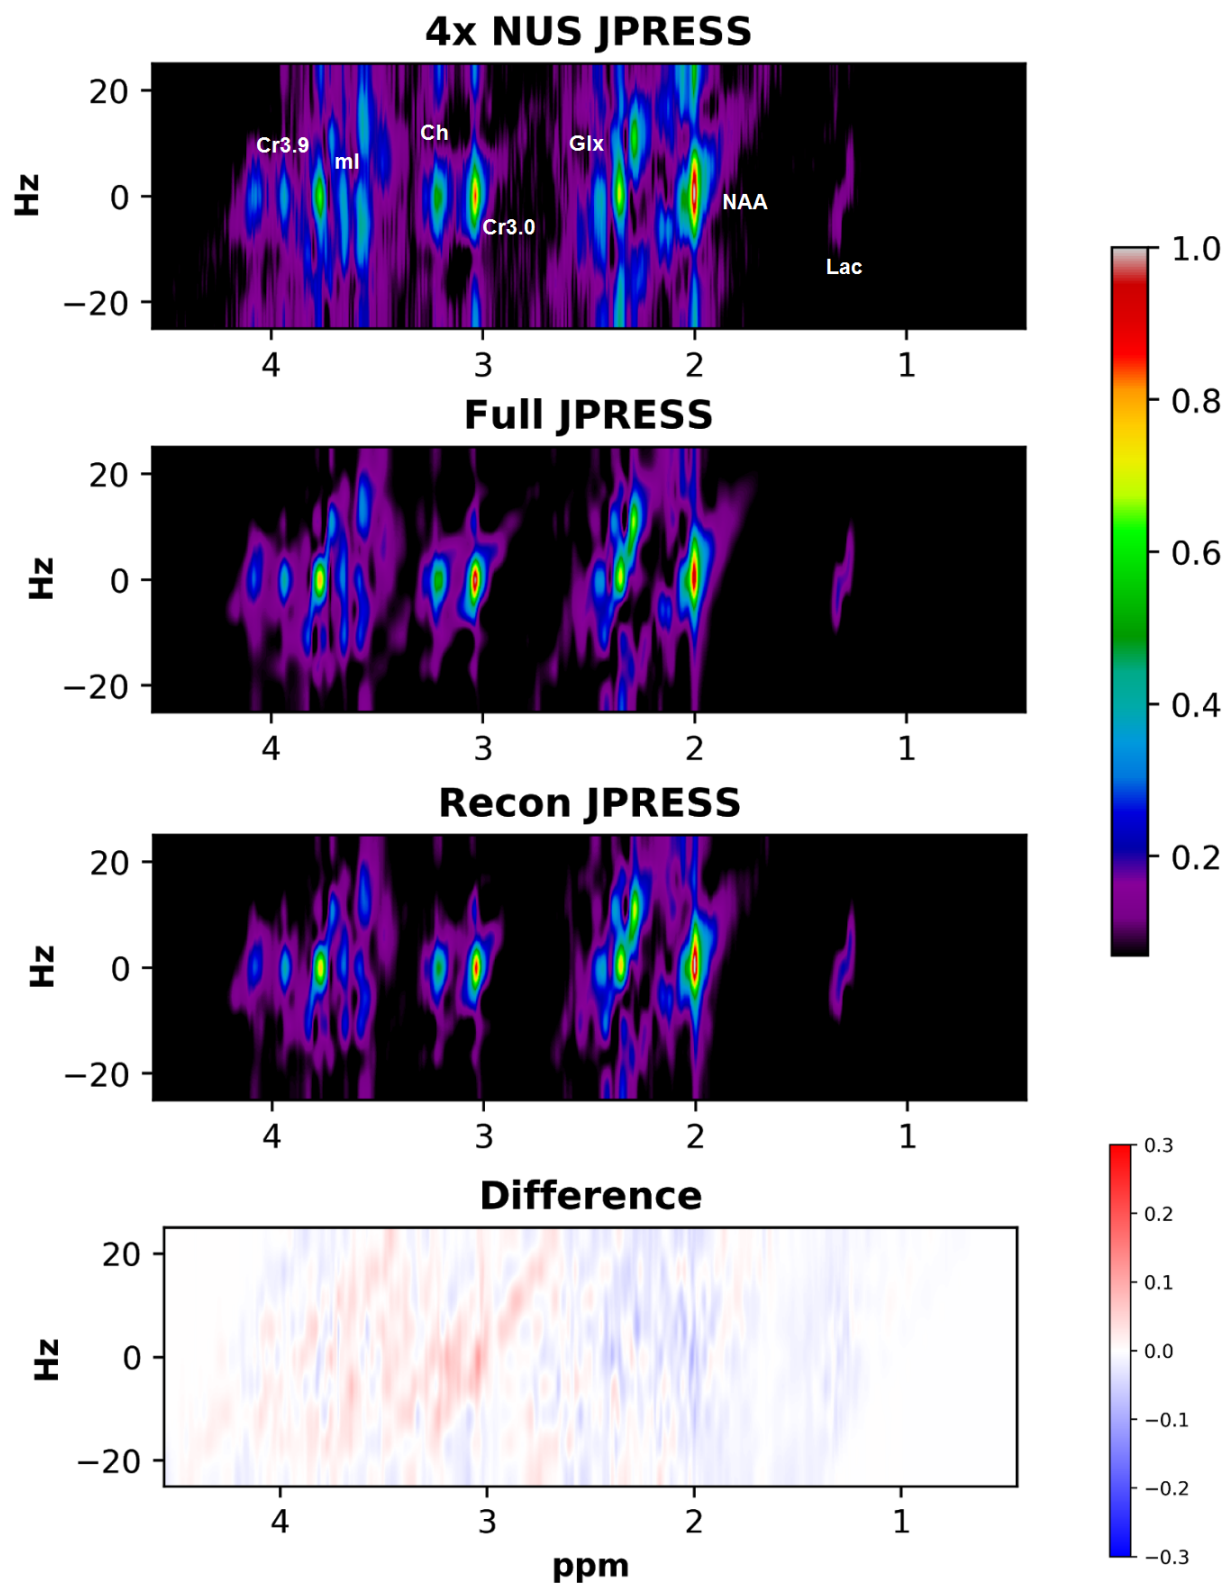 4x NUS JPRESS
20
0
−20
Hz
Cr3.9
mI
Ch
Cr3.0
Glx
NAA
Lac
4 3 2 1
Full JPRESS
20
0
−20
Hz
4 3 2 1
1.0
0.8
0.6
0.4
0.2
Recon JPRESS
20
0
−20
Hz
4 3 2 1
Difference
20
0
−20
Hz
4 3 2 1
ppm
0.3
0.2
0.1
0.0
−0.1
−0.2
−0.3